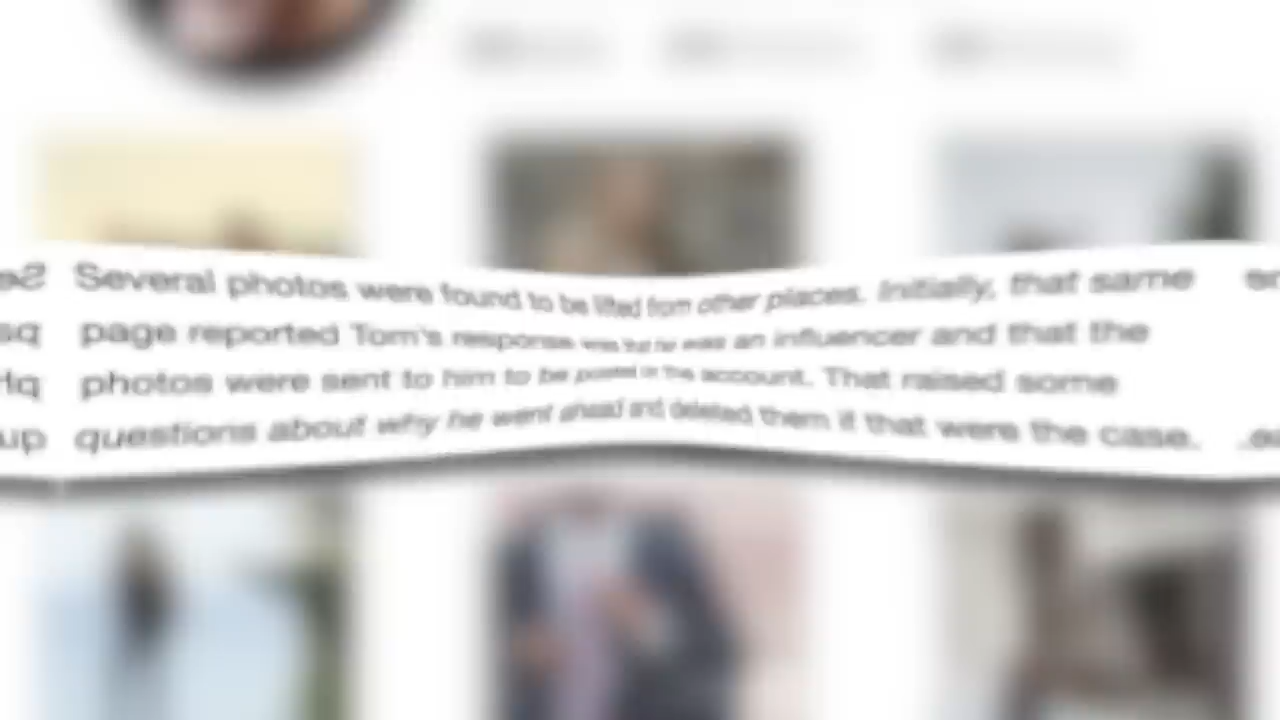 Several photos were found to be lifted from other places. Initially, that same
page reported Tom's response was but he was an influencer and that the
photos were sent to him to be posted in the account. That raised some
questions about why he went ahead and deleted them if that were the case.